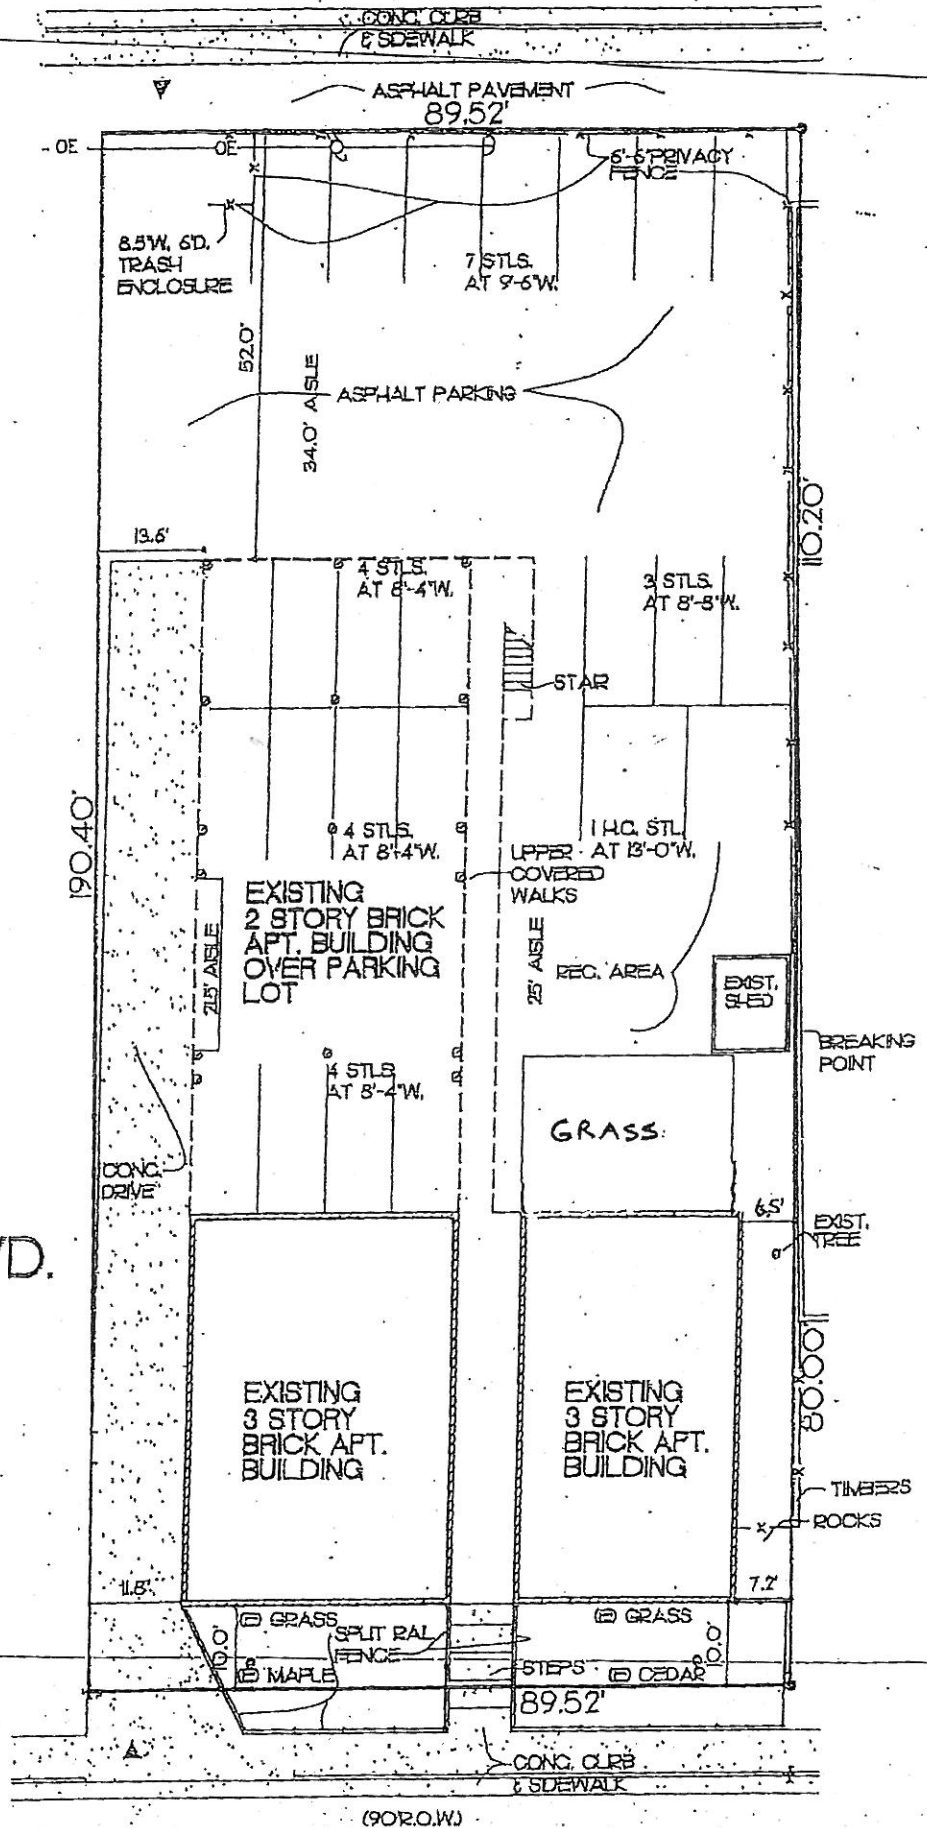 CONC. CURB
& SIDEWALK
ASPHALT PAVEMENT
89.52'
OE
OE
6'-6" PRIVACY
FENCE
8.5'W. 6'D.
TRASH
ENCLOSURE
7 STLS.
AT 9'-6"W.
52.0'
34.0' AISLE
ASPHALT PARKING
110.20'
13.6'
4 STLS.
AT 8'-4"W.
3 STLS.
AT 8'-8"W.
STAIR
190.40'
4 STLS.
AT 8'-4"W.
1 H.C. STL.
AT 13'-0"W.
UPPER
COVERED
WALKS
EXISTING
2 STORY BRICK
APT. BUILDING
OVER PARKING
LOT
21.5' AISLE
25' AISLE
REC. AREA
EXIST.
SHED
BREAKING
POINT
4 STLS.
AT 8'-4"W.
GRASS
CONC.
DRIVE
6.5'
EXIST.
TREE
VD.
80.00'
EXISTING
3 STORY
BRICK APT.
BUILDING
EXISTING
3 STORY
BRICK APT.
BUILDING
TIMBERS
ROCKS
11.8'
7.2'
(E) GRASS
(E) GRASS
10.0'
SPLIT RAIL
FENCE
(E) MAPLE
STEPS
(E) CEDAR
89.52'
CONC. CURB
& SIDEWALK
(90'R.O.W.)